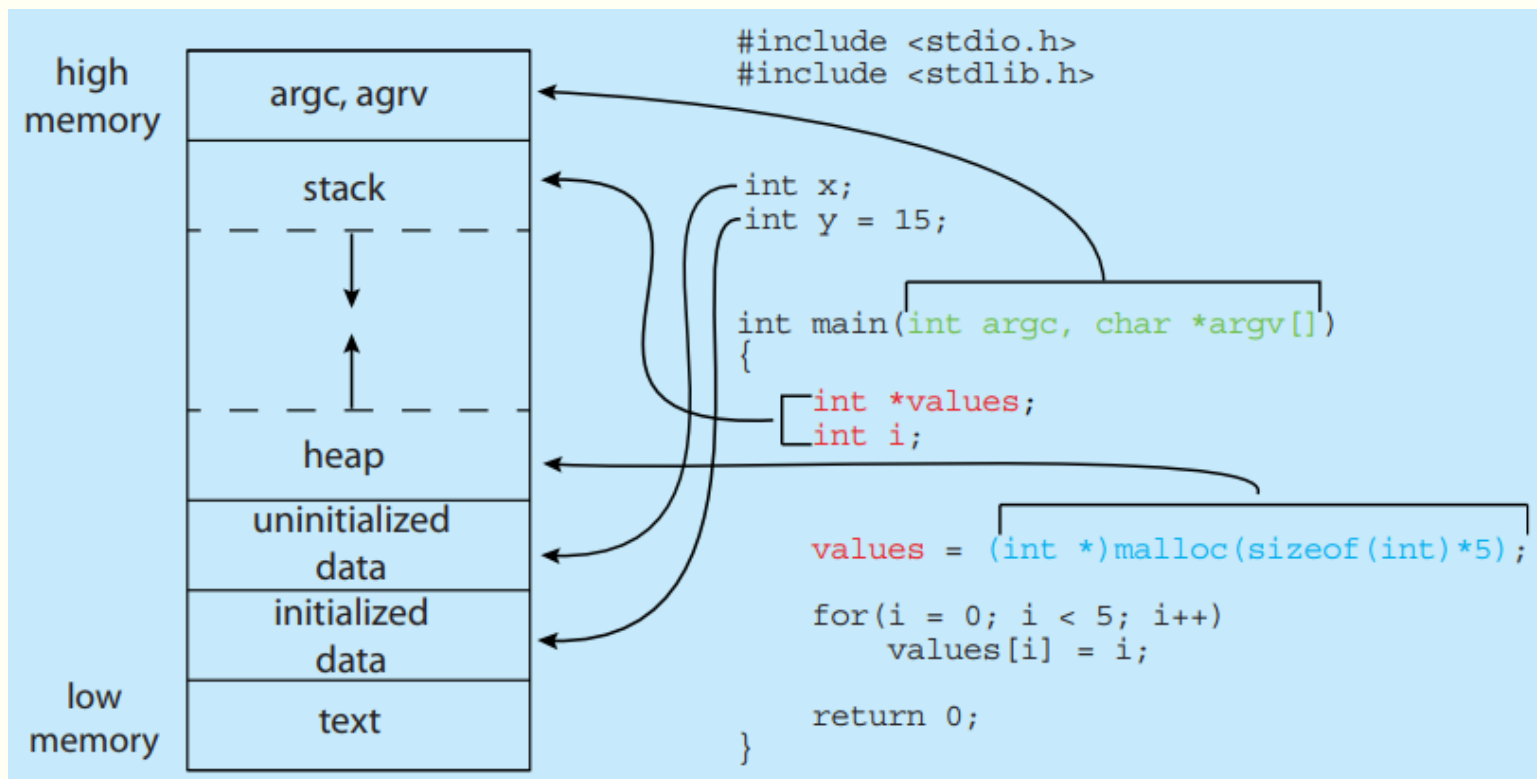 high
memory
argc, agrv
stack
heap
uninitialized
data
initialized
data
low
memory
text
#include <stdio.h>
#include <stdlib.h>
int x;
int y = 15;
int main(int argc, char *argv[])
{
int *values;
int i;
values = (int *)malloc(sizeof(int)*5);
for(i = 0; i < 5; i++)
values[i] = i;
return 0;
}